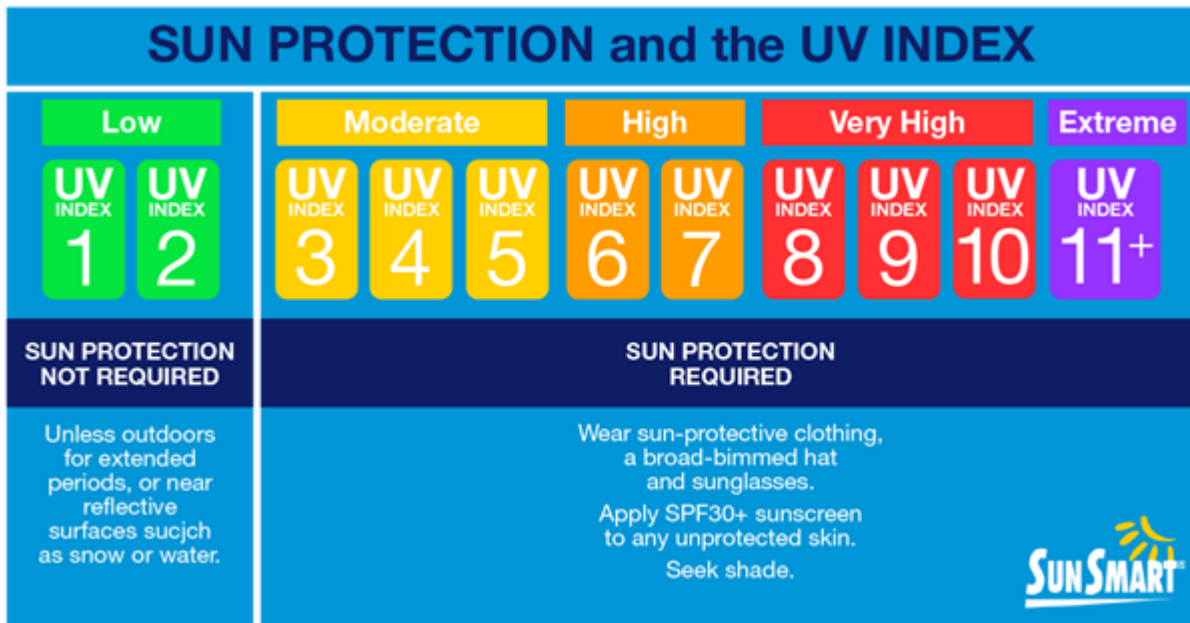 SUN PROTECTION and the UV INDEX
Low
UV INDEX 1
UV INDEX 2
SUN PROTECTION
NOT REQUIRED
Unless outdoors
for extended
periods, or near
reflective
surfaces sucjch
as snow or water.
Moderate
UV INDEX 3
UV INDEX 4
UV INDEX 5
High
UV INDEX 6
UV INDEX 7
Very High
UV INDEX 8
UV INDEX 9
UV INDEX 10
Extreme
UV INDEX 11+
SUN PROTECTION
REQUIRED
Wear sun-protective clothing,
a broad-bimmed hat
and sunglasses.
Apply SPF30+ sunscreen
to any unprotected skin.
Seek shade.
SUNSMART®